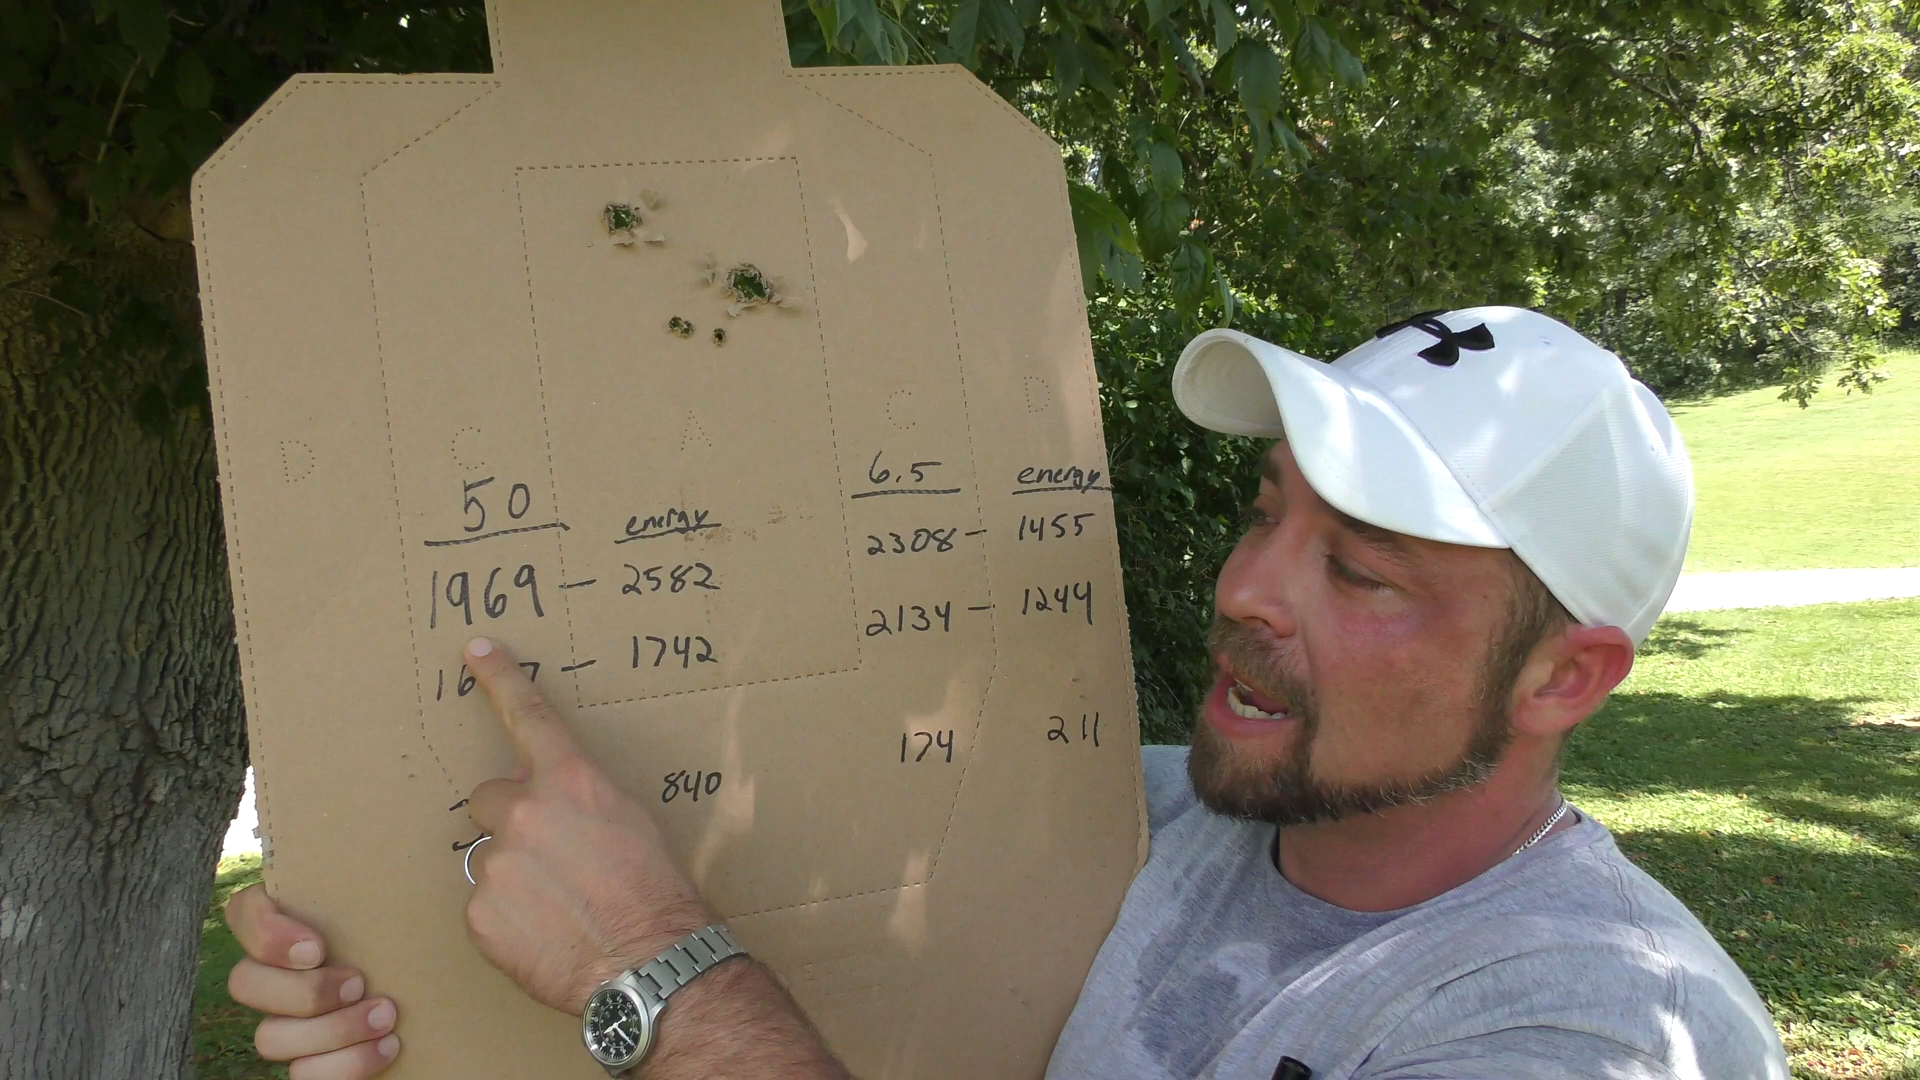 D
C
A
C
D
50
energy
1969 - 2582
1742
840
6.5
energy
2308 - 1455
2134 - 1244
174
211